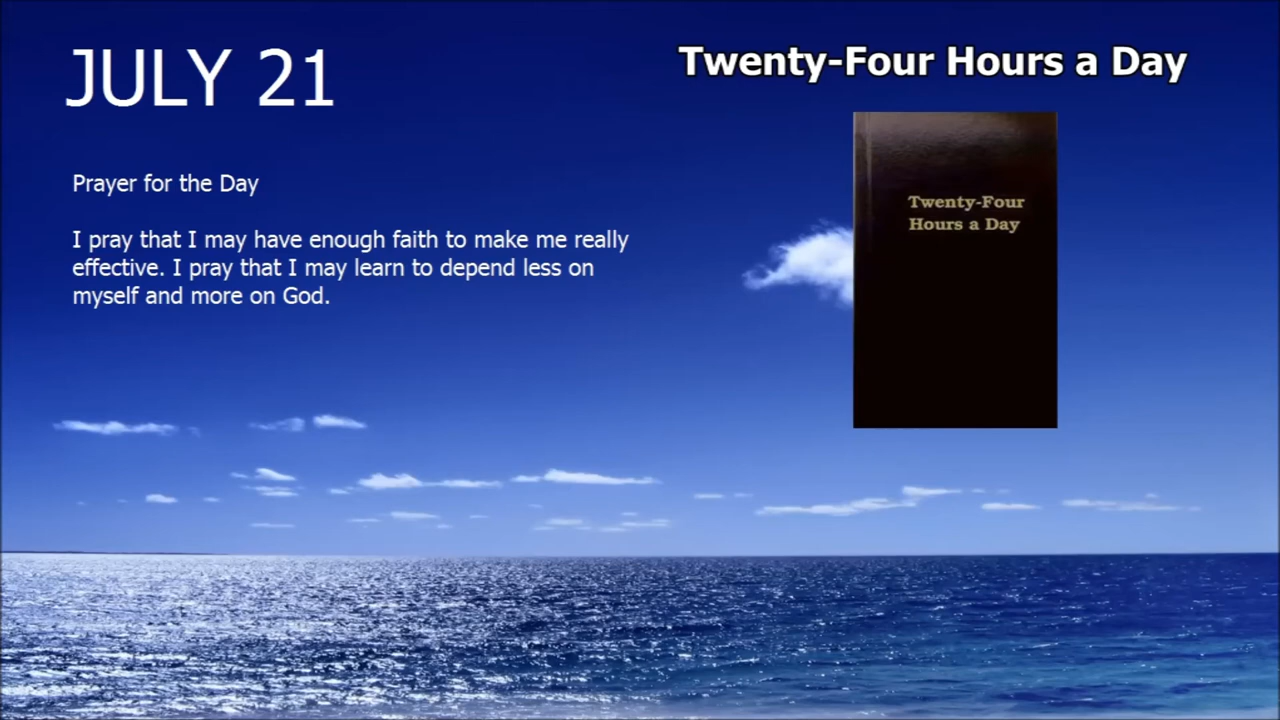 JULY 21
Twenty-Four Hours a Day
Prayer for the Day
I pray that I may have enough faith to make me really
effective. I pray that I may learn to depend less on
myself and more on God.
Twenty-Four
Hours a Day